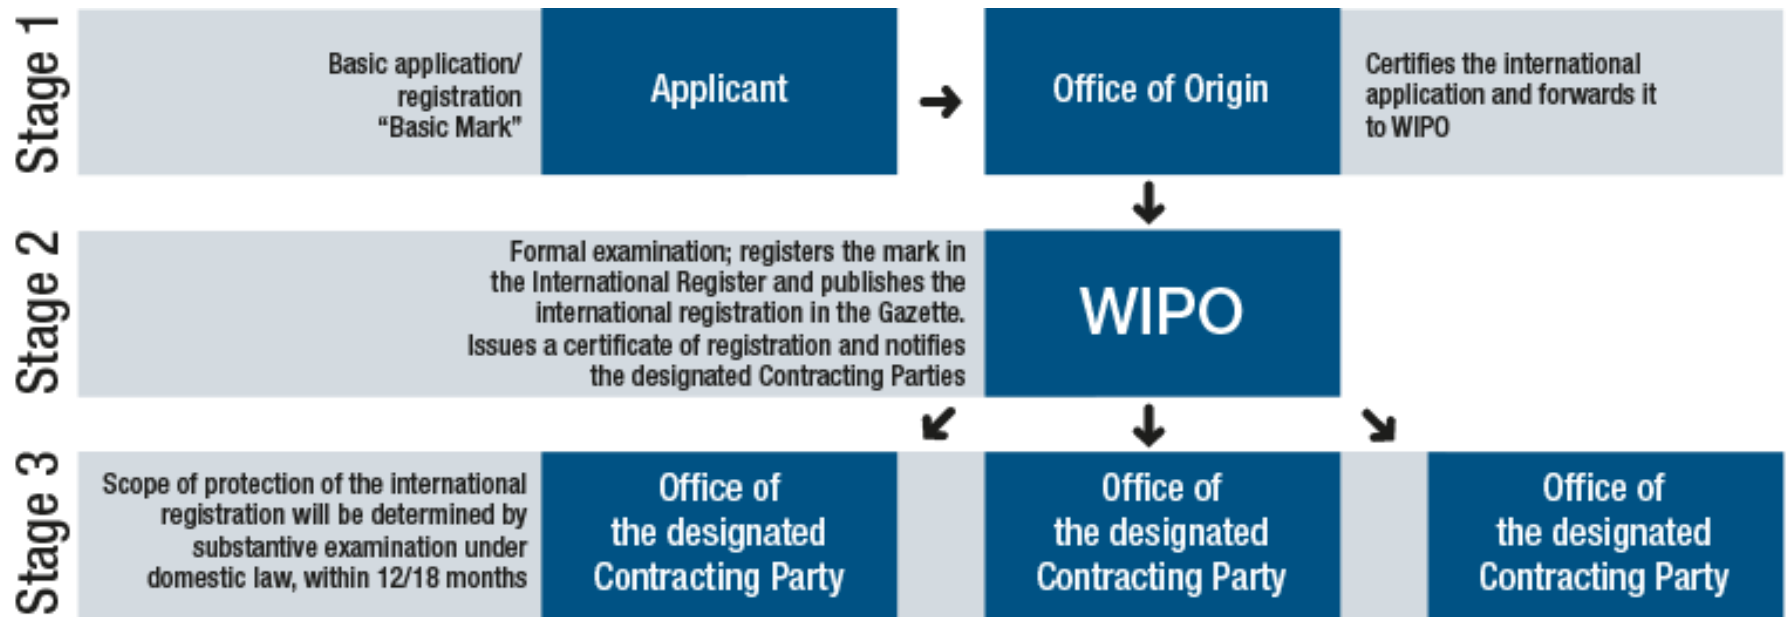 Stage 1
Basic application/
registration
“Basic Mark”
Applicant
Office of Origin
Certifies the international
application and forwards it
to WIPO
Stage 2
Formal examination; registers the mark in
the International Register and publishes the
international registration in the Gazette.
Issues a certificate of registration and notifies
the designated Contracting Parties
WIPO
Stage 3
Scope of protection of the international
registration will be determined by
substantive examination under
domestic law, within 12/18 months
Office of
the designated
Contracting Party
Office of
the designated
Contracting Party
Office of
the designated
Contracting Party